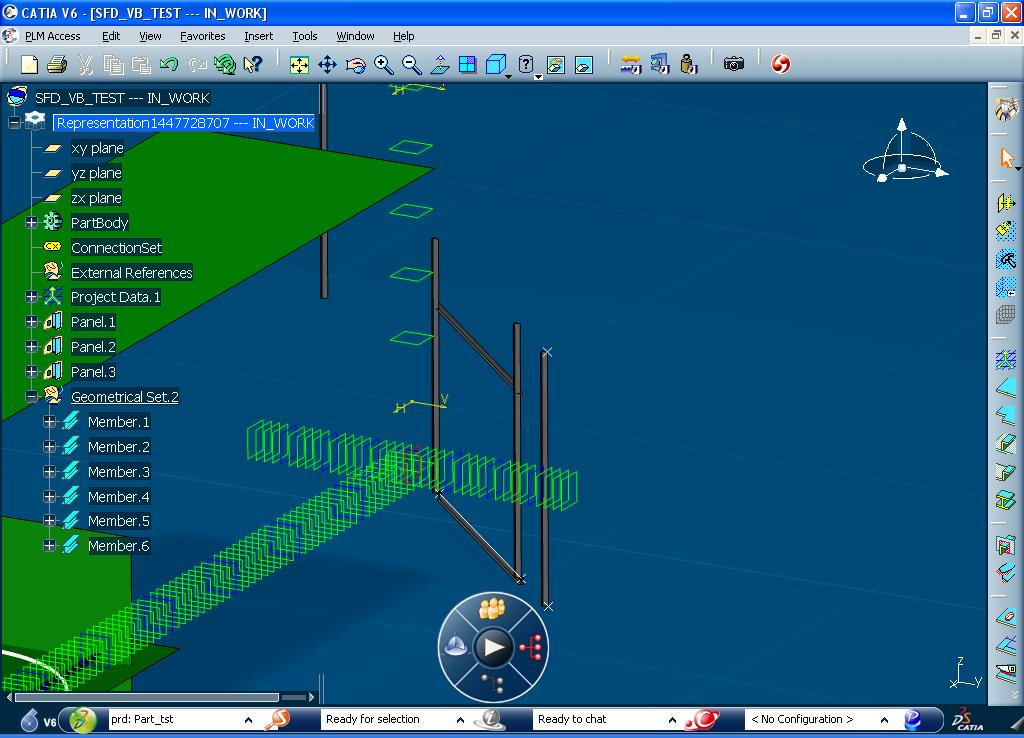 CATIA V6 - [SFD_VB_TEST --- IN_WORK]
PLM Access Edit View Favorites Insert Tools Window Help
SFD_VB_TEST --- IN_WORK
Representation1447728707 --- IN_WORK
xy plane
yz plane
zx plane
PartBody
ConnectionSet
External References
Project Data.1
Panel.1
Panel.2
Panel.3
Geometrical Set.2
Member.1
Member.2
Member.3
Member.4
Member.5
Member.6
H
H V
z
x y
V6 prd: Part_tst Ready for selection Ready to chat < No Configuration > CATIA